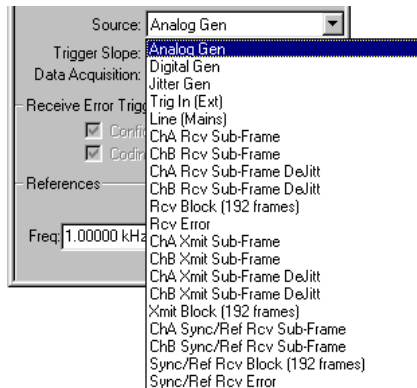 Source: Analog Gen
Trigger Slope: Analog Gen
Data Acquisition: Digital Gen
Jitter Gen
Receive Error Trig Trig In (Ext)
Line (Mains)
ChA Rcv Sub-Frame
ChB Rcv Sub-Frame
ChA Rcv Sub-Frame DeJitt
References ChB Rcv Sub-Frame DeJitt
Rcv Block (192 frames)
Rcv Error
Freq: 1.00000 kHz ChA Xmit Sub-Frame
ChB Xmit Sub-Frame
ChA Xmit Sub-Frame DeJitt
ChB Xmit Sub-Frame DeJitt
Xmit Block (192 frames)
ChA Sync/Ref Rcv Sub-Frame
ChB Sync/Ref Rcv Sub-Frame
Sync/Ref Rcv Block (192 frames)
Sync/Ref Rcv Error